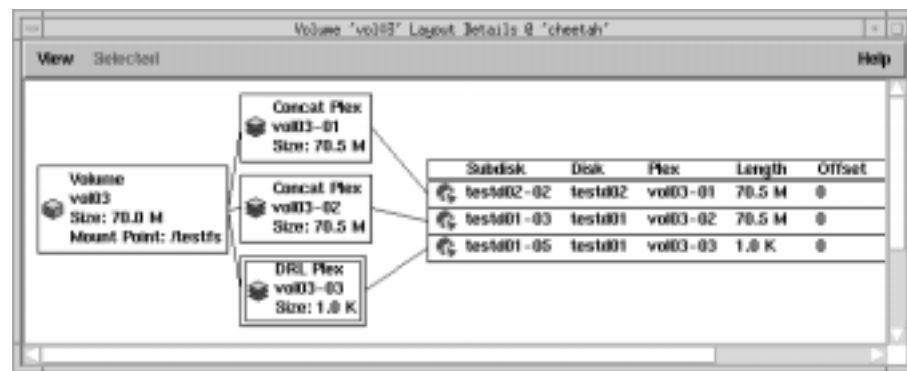 Volume 'vol03' Layout Details @ 'cheetah'
View Selected Help
Concat Plex
vol03-01
Size: 70.5 M
Volume
vol03
Size: 70.0 M
Mount Point: /testfs
Concat Plex
vol03-02
Size: 70.5 M
DRL Plex
vol03-03
Size: 1.0 K
Subdisk Disk Plex Length Offset
testd02-02 testd02 vol03-01 70.5 M 0
testd01-03 testd01 vol03-02 70.5 M 0
testd01-05 testd01 vol03-03 1.0 K 0